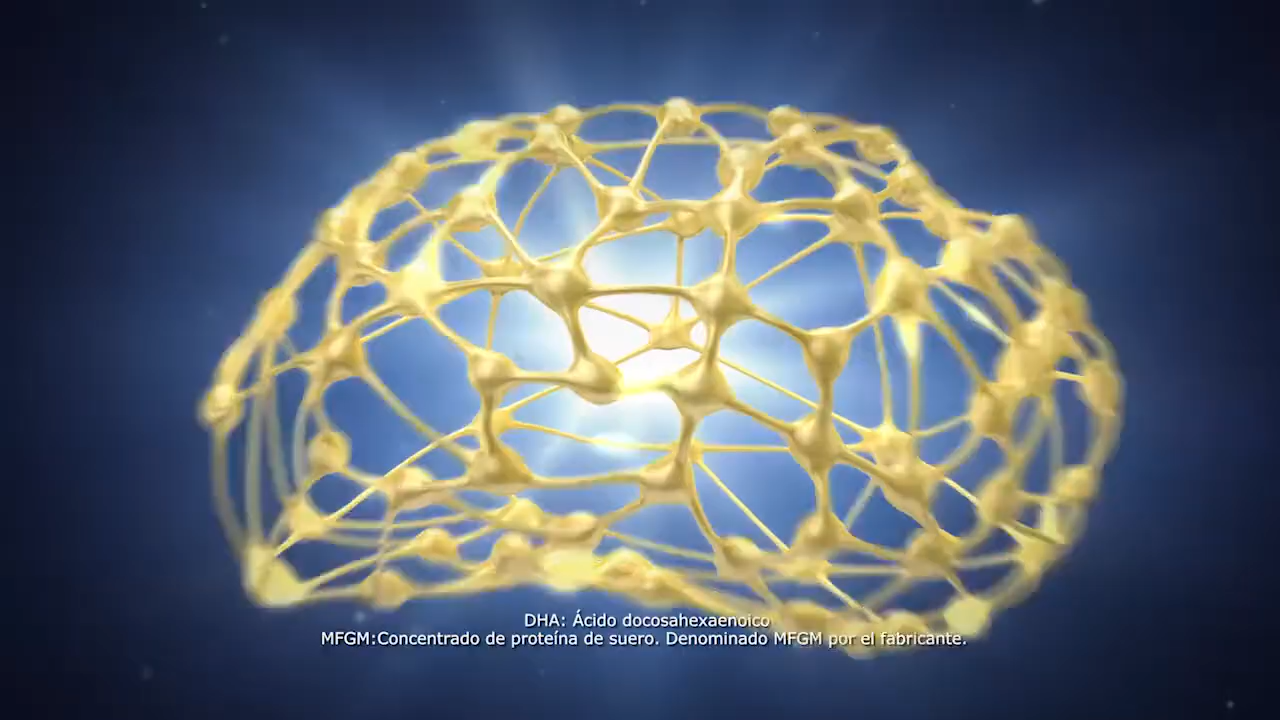 DHA: Ácido docosahexaenoico
MFGM:Concentrado de proteína de suero. Denominado MFGM por el fabricante.